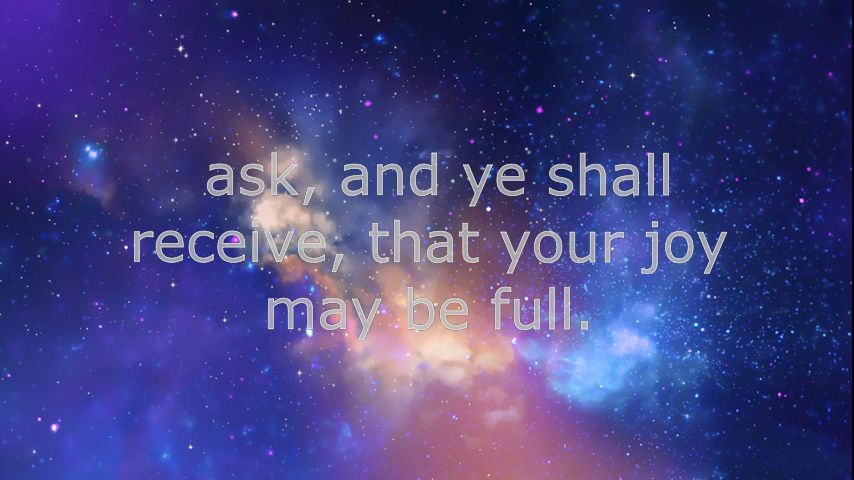 ask, and ye shall
receive, that your joy
may be full.